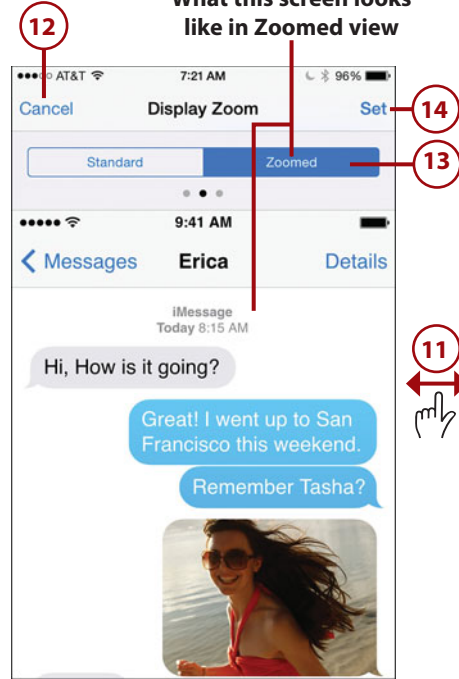 What this screen looks
like in Zoomed view
12
AT&T 7:21 AM 96%
Cancel Display Zoom Set
14
Standard Zoomed
13
9:41 AM
Messages Erica Details
iMessage
Today 8:15 AM
11
Hi, How is it going?
Great! I went up to San
Francisco this weekend.
Remember Tasha?